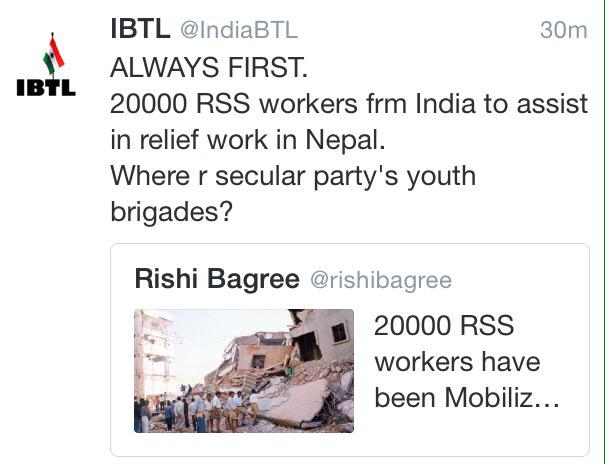 IBTL @IndiaBTL 30m
IBTL
ALWAYS FIRST.
20000 RSS workers frm India to assist
in relief work in Nepal.
Where r secular party's youth
brigades?
Rishi Bagree @rishibagree
20000 RSS
workers have
been Mobiliz...